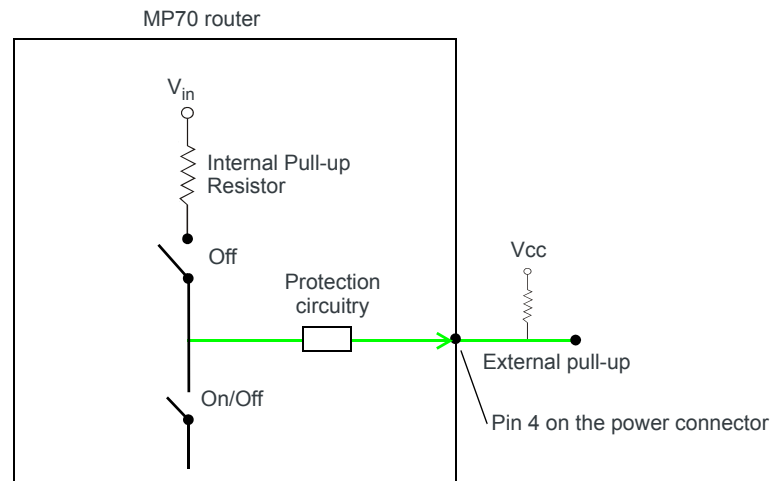 MP70 router
Vin
Internal Pull-up
Resistor
Off
Protection
circuitry
Vcc
External pull-up
On/Off
Pin 4 on the power connector